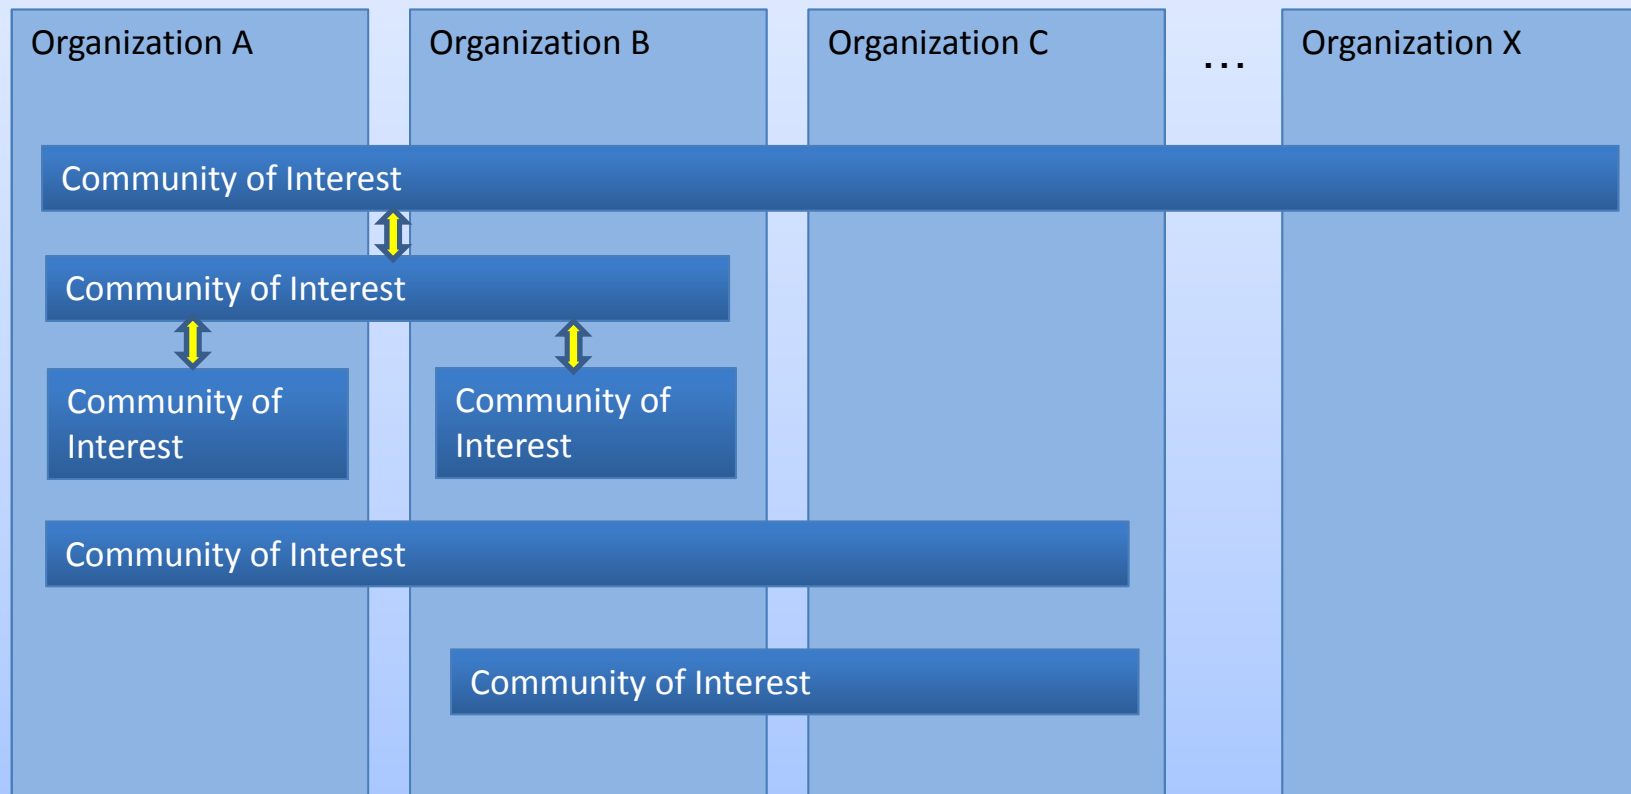 Organization A
Organization B
Organization C
...
Organization X
Community of Interest
Community of Interest
Community of
Interest
Community of
Interest
Community of Interest
Community of Interest